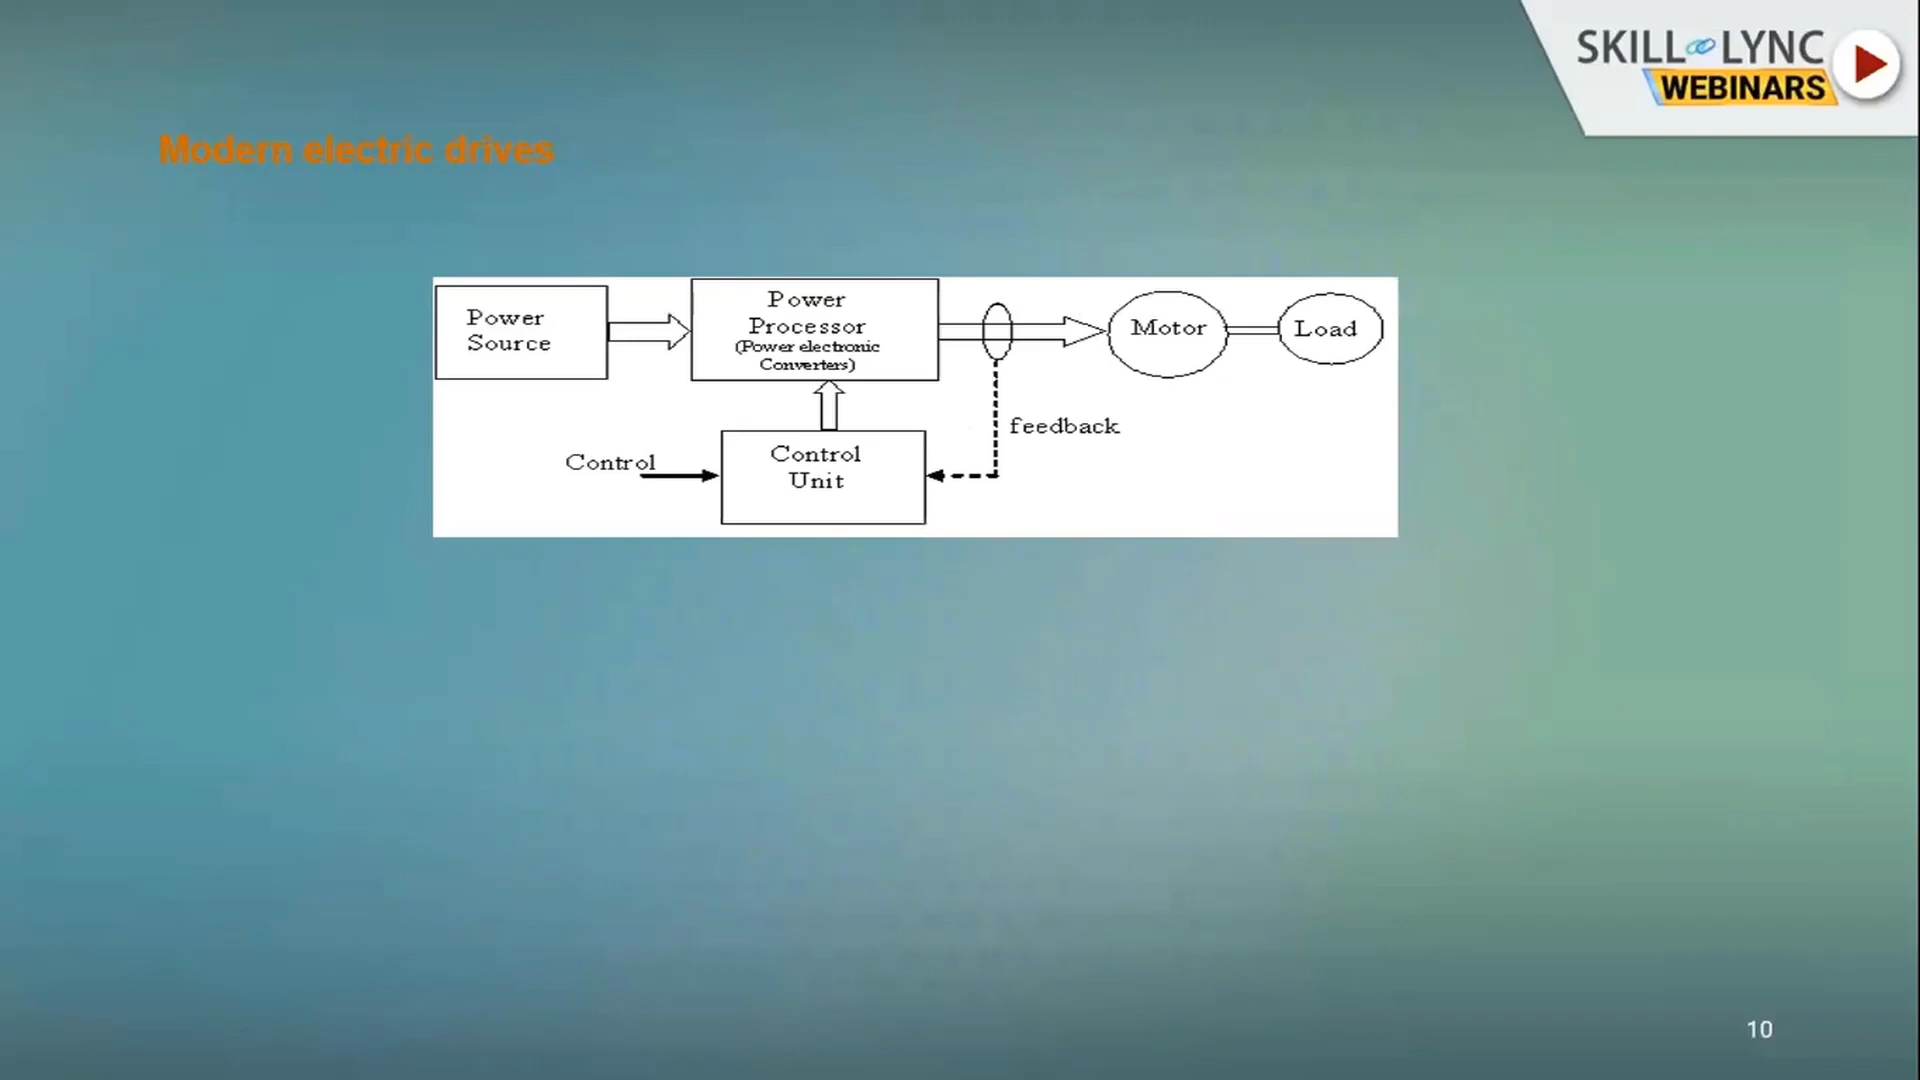 SKILL LYNC
WEBINARS
Modern electric drives
Power
Source
Power
Processor
(Power electronic
Converters)
Motor
Load
feedback
Control
Control
Unit
10